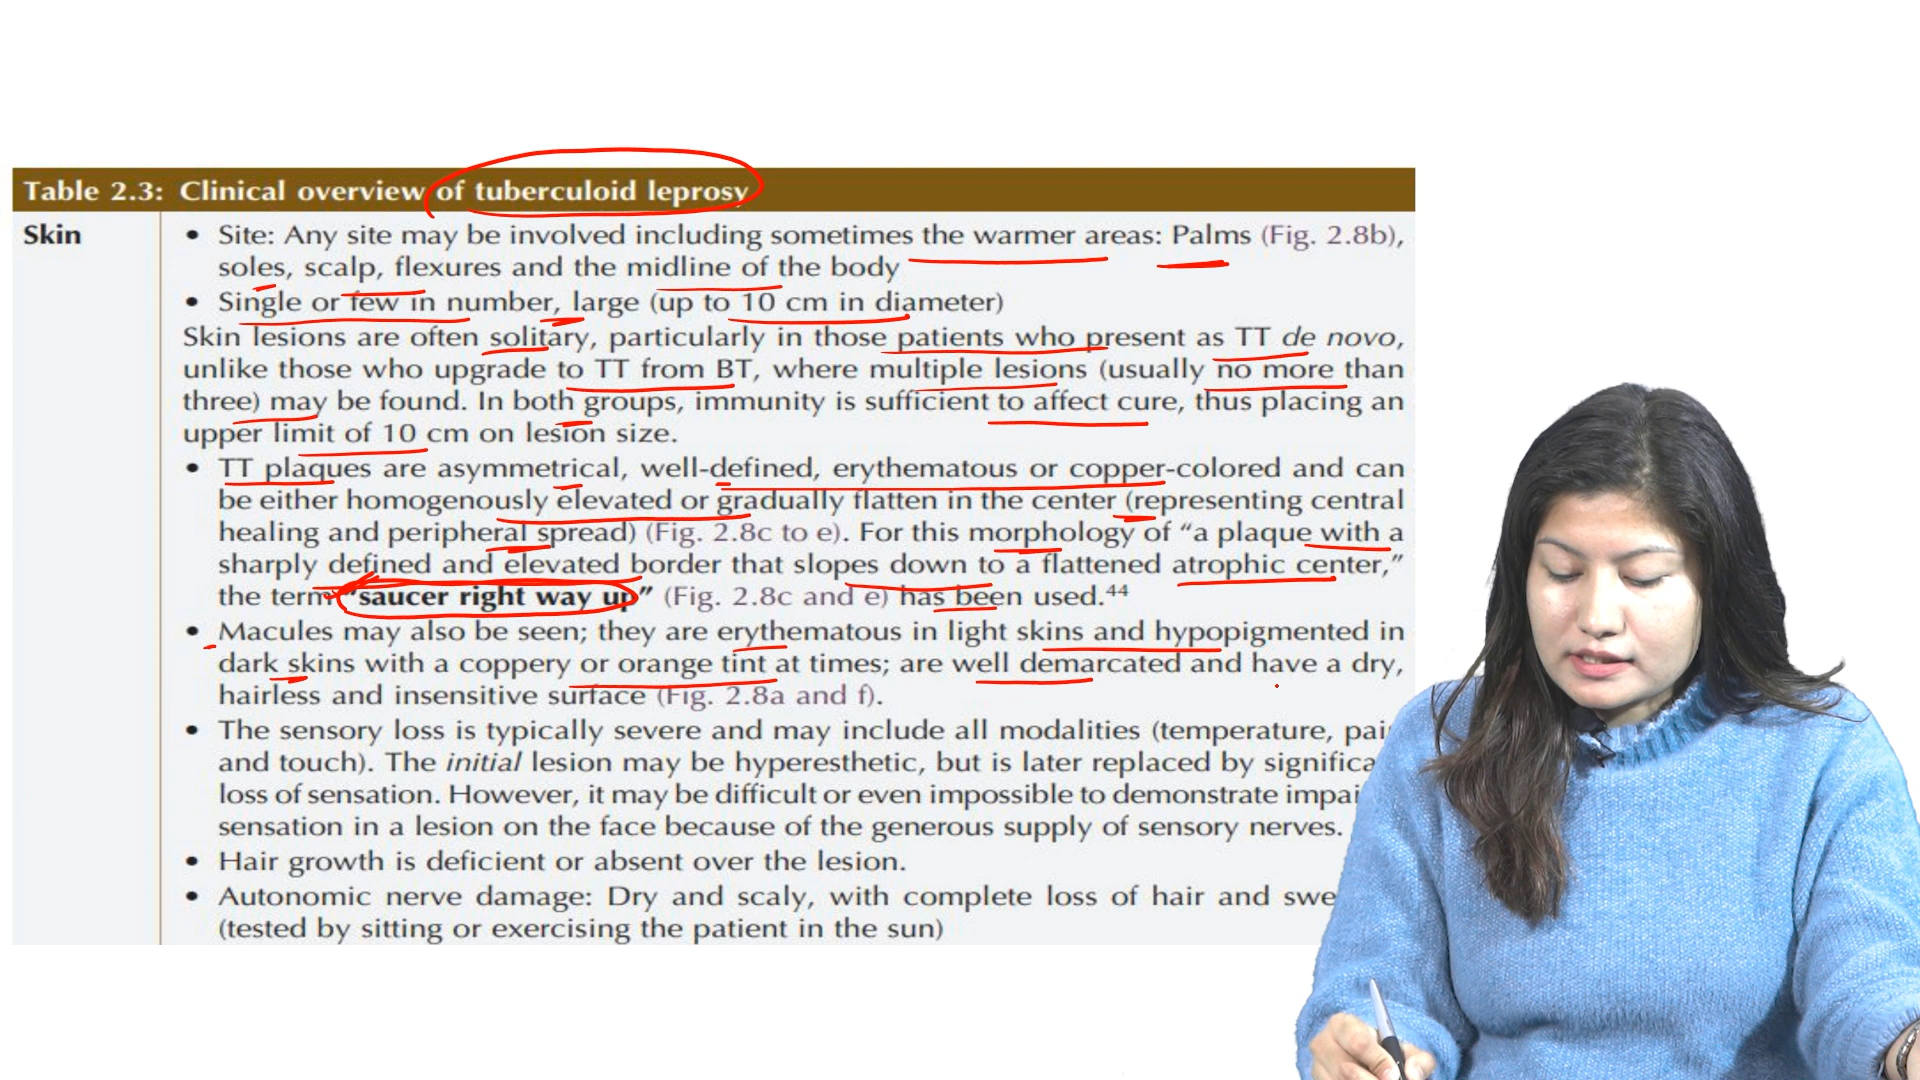 Table 2.3: Clinical overview of tuberculoid leprosy
Skin
• Site: Any site may be involved including sometimes the warmer areas: Palms (Fig. 2.8b),
soles, scalp, flexures and the midline of the body
• Single or few in number, large (up to 10 cm in diameter)
Skin lesions are often solitary, particularly in those patients who present as TT de novo,
unlike those who upgrade to TT from BT, where multiple lesions (usually no more than
three) may be found. In both groups, immunity is sufficient to affect cure, thus placing an
upper limit of 10 cm on lesion size.
• TT plaques are asymmetrical, well-defined, erythematous or copper-colored and can
be either homogenously elevated or gradually flatten in the center (representing central
healing and peripheral spread) (Fig. 2.8c to e). For this morphology of “a plaque with a
sharply defined and elevated border that slopes down to a flattened atrophic center,”
the term “saucer right way up” (Fig. 2.8c and e) has been used.44
• Macules may also be seen; they are erythematous in light skins and hypopigmented in
dark skins with a coppery or orange tint at times; are well demarcated and have a dry,
hairless and insensitive surface (Fig. 2.8a and f).
• The sensory loss is typically severe and may include all modalities (temperature,
and touch). The initial lesion may be hyperesthetic, but is later replaced by
loss of sensation. However, it may be difficult or even impossible to demonstrate
sensation in a lesion on the face because of the generous supply of sensory nerves.
• Hair growth is deficient or absent over the lesion.
• Autonomic nerve damage: Dry and scaly, with complete loss of hair and
(tested by sitting or exercising the patient in the sun)